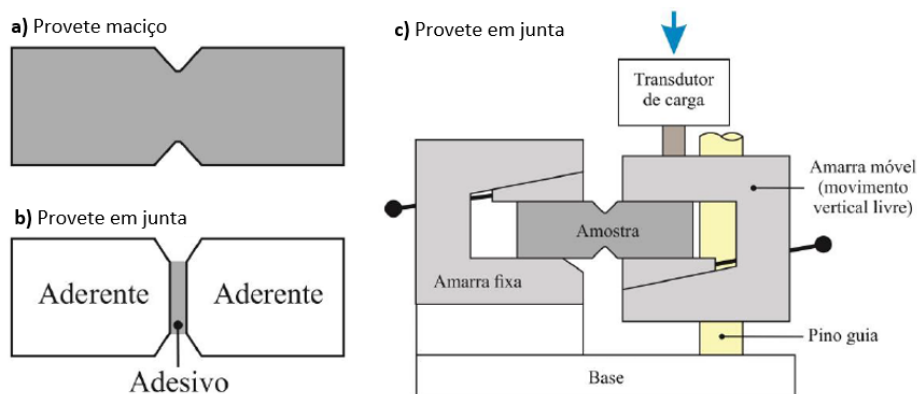 a) Provete maciço
b) Provete em junta
Aderente
Aderente
Adesivo
c) Provete em junta
Transdutor
de carga
Amarra móvel
(movimento
vertical livre)
Amostra
Amarra fixa
Pino guia
Base